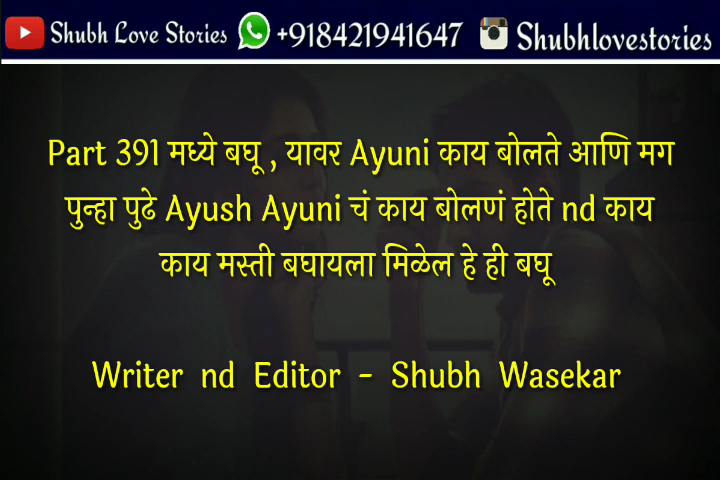 Shubh Love Stories +918421941647 Shubhlovestories
Part 391 मध्ये बघू , यावर Ayuni काय बोलते आणि मग
पुन्हा पुढे Ayush Ayuni चं काय बोलणं होते nd काय
काय मस्ती बघायला मिळेल हे ही बघू
Writer nd Editor - Shubh Wasekar